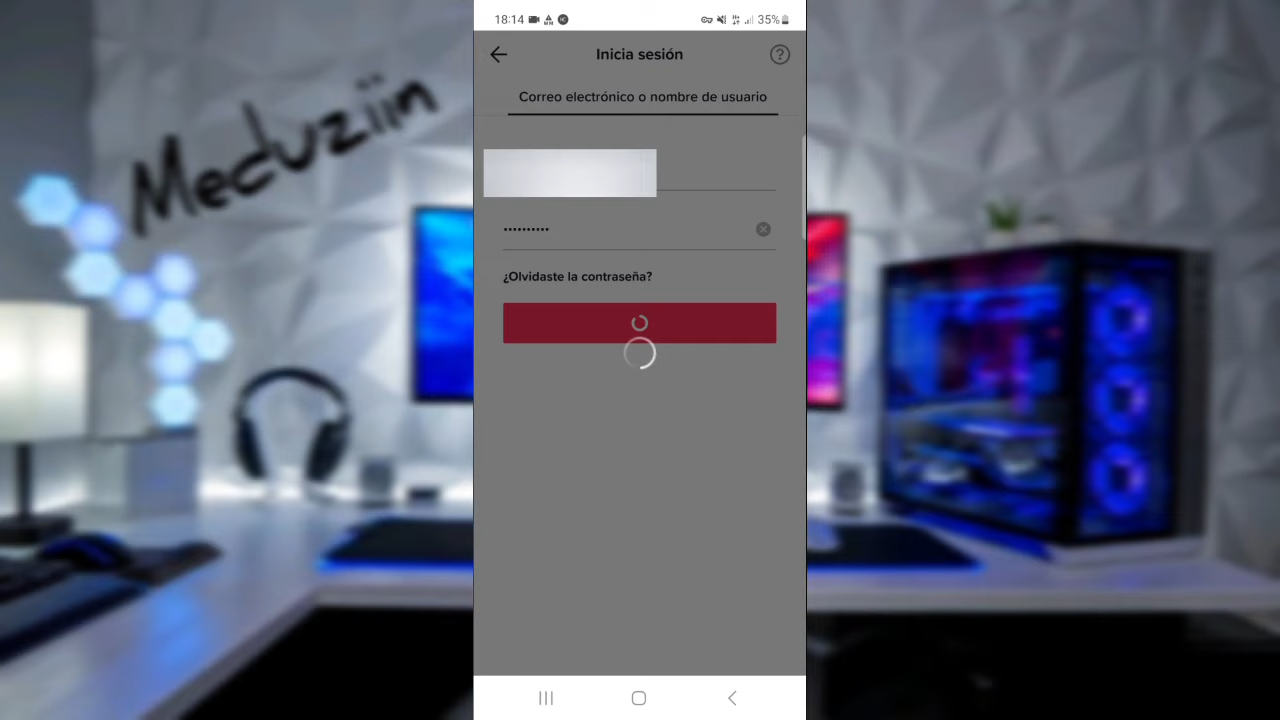 Meduziin
18:14
35%
Inicia sesión
Correo electrónico o nombre de usuario
••••••••••
¿Olvidaste la contraseña?